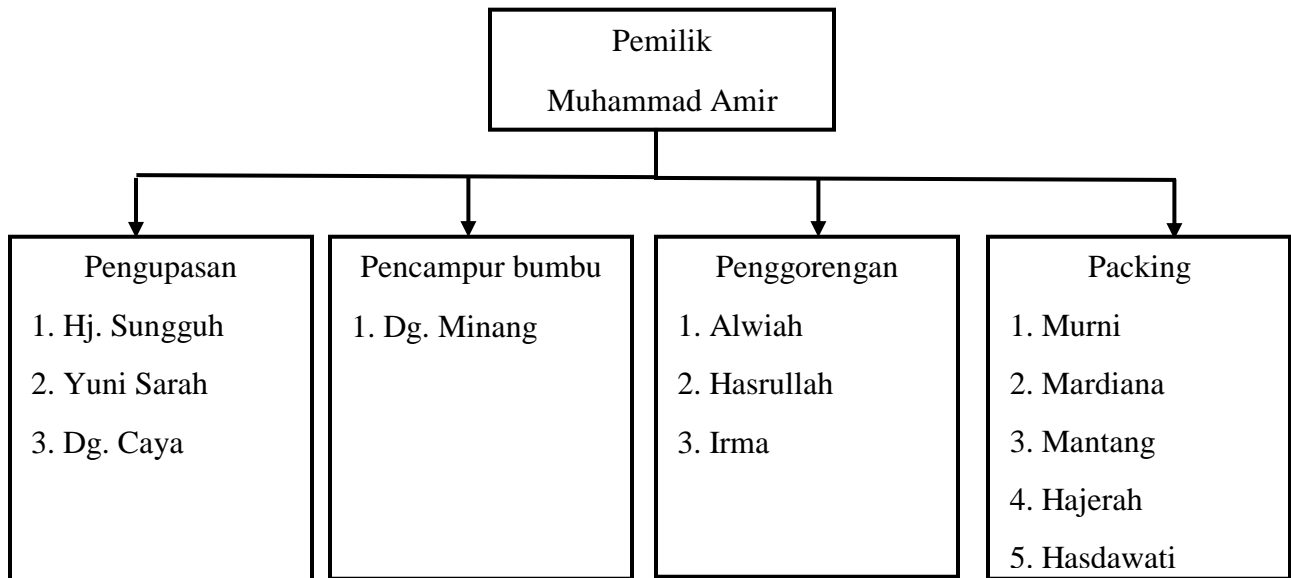 Pemilik
Muhammad Amir
Pengupasan
1. Hj. Sungguh
2. Yuni Sarah
3. Dg. Caya
Pencampur bumbu
1. Dg. Minang
Penggorengan
1. Alwiah
2. Hasrullah
3. Irma
Packing
1. Murni
2. Mardiana
3. Mantang
4. Hajerah
5. Hasdawati